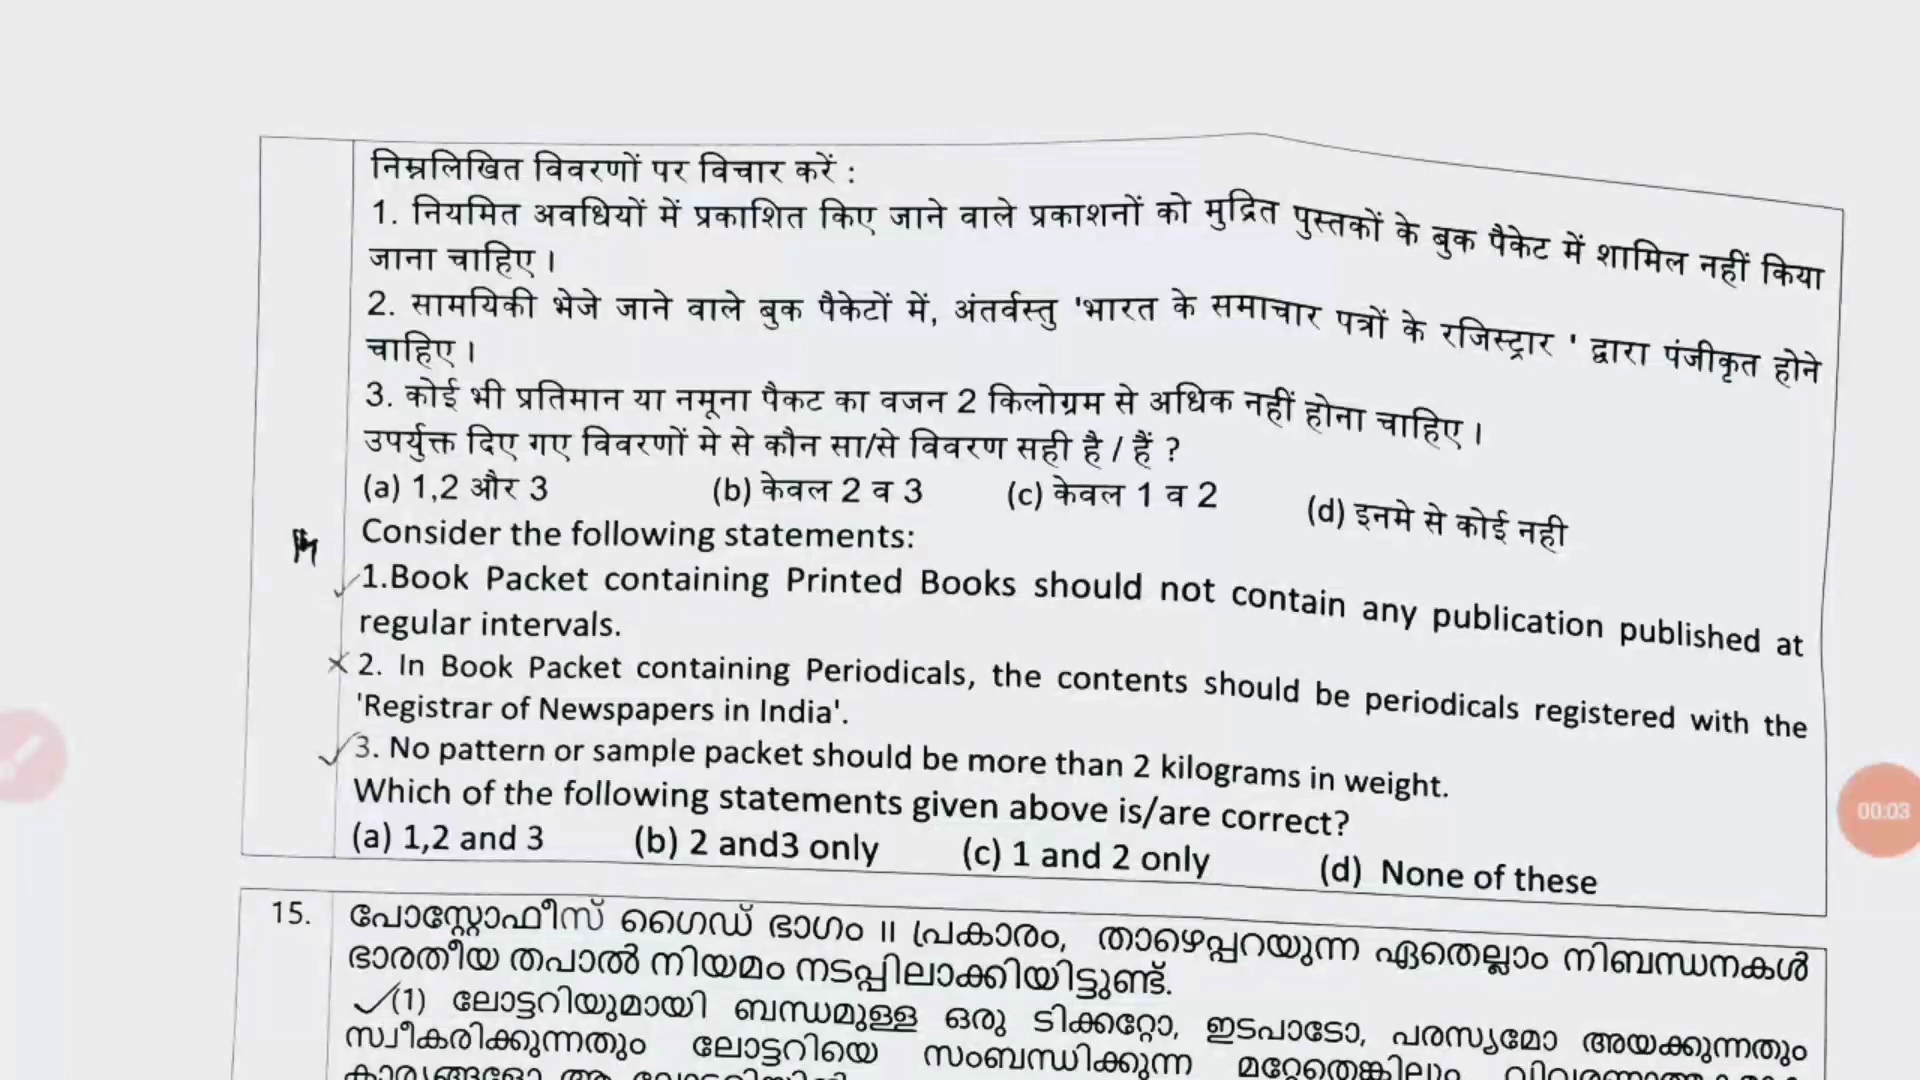 निम्नलिखित विवरणों पर विचार करें :
1. नियमित अवधियों में प्रकाशित किए जाने वाले प्रकाशनों को मुद्रित पुस्तकों के बुक पैकेट में शामिल नहीं किया
जाना चाहिए ।
2. सामयिकी भेजे जाने वाले बुक पैकेटों में, अंतर्वस्तु 'भारत के समाचार पत्रों के रजिस्ट्रार ' द्वारा पंजीकृत होने
चाहिए ।
3. कोई भी प्रतिमान या नमूना पैकट का वजन 2 किलोग्रम से अधिक नहीं होना चाहिए ।
उपर्युक्त दिए गए विवरणों मे से कौन सा/से विवरण सही है / हैं ?
(a) 1,2 और 3 (b) केवल 2 व 3 (c) केवल 1 व 2 (d) इनमे से कोई नही
Consider the following statements:
1.Book Packet containing Printed Books should not contain any publication published at
regular intervals.
2. In Book Packet containing Periodicals, the contents should be periodicals registered with the
'Registrar of Newspapers in India'.
3. No pattern or sample packet should be more than 2 kilograms in weight.
Which of the following statements given above is/are correct?
(a) 1,2 and 3 (b) 2 and3 only (c) 1 and 2 only (d) None of these
00:03
15. പോസ്റ്റോഫീസ് ഗൈഡ് ഭാഗം II പ്രകാരം, താഴെപ്പറയുന്ന ഏതെല്ലാം നിബന്ധനകൾ
ഭാരതീയ തപാൽ നിയമം നടപ്പിലാക്കിയിട്ടുണ്ട്.
(1) ലോട്ടറിയുമായി ബന്ധമുള്ള ഒരു ടിക്കറ്റോ, ഇടപാടോ, പരസ്യമോ അയക്കുന്നതും
സ്വീകരിക്കുന്നതും ലോട്ടറിയെ സംബന്ധിക്കുന്ന മറ്റേതെങ്കിലും